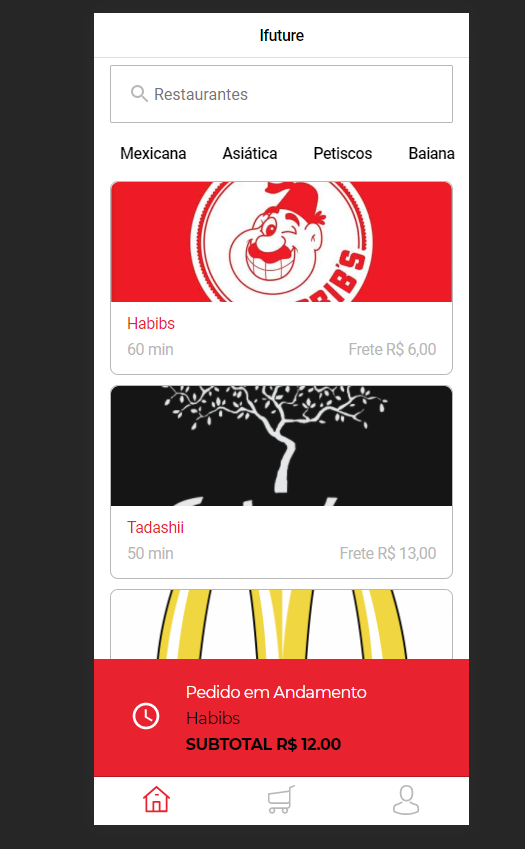 Ifuture
Restaurantes
Mexicana Asiática Petiscos Baiana
Habibs
60 min Frete R$ 6,00
Tadashii
50 min Frete R$ 13,00
Pedido em Andamento
Habibs
SUBTOTAL R$ 12.00